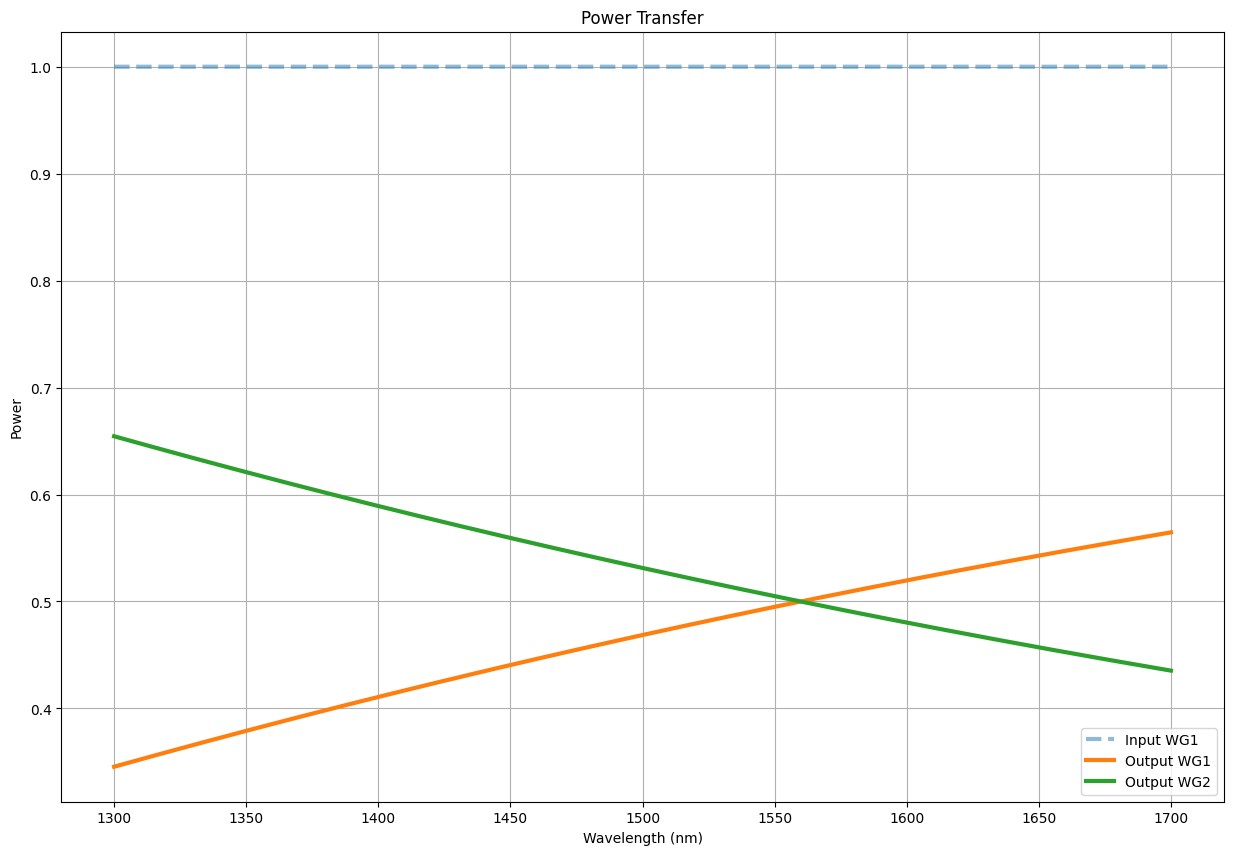 Power Transfer
1.0
0.9
0.8
0.7
0.6
0.5
0.4
Power
1300 1350 1400 1450 1500 1550 1600 1650 1700
Wavelength (nm)
Input WG1
Output WG1
Output WG2